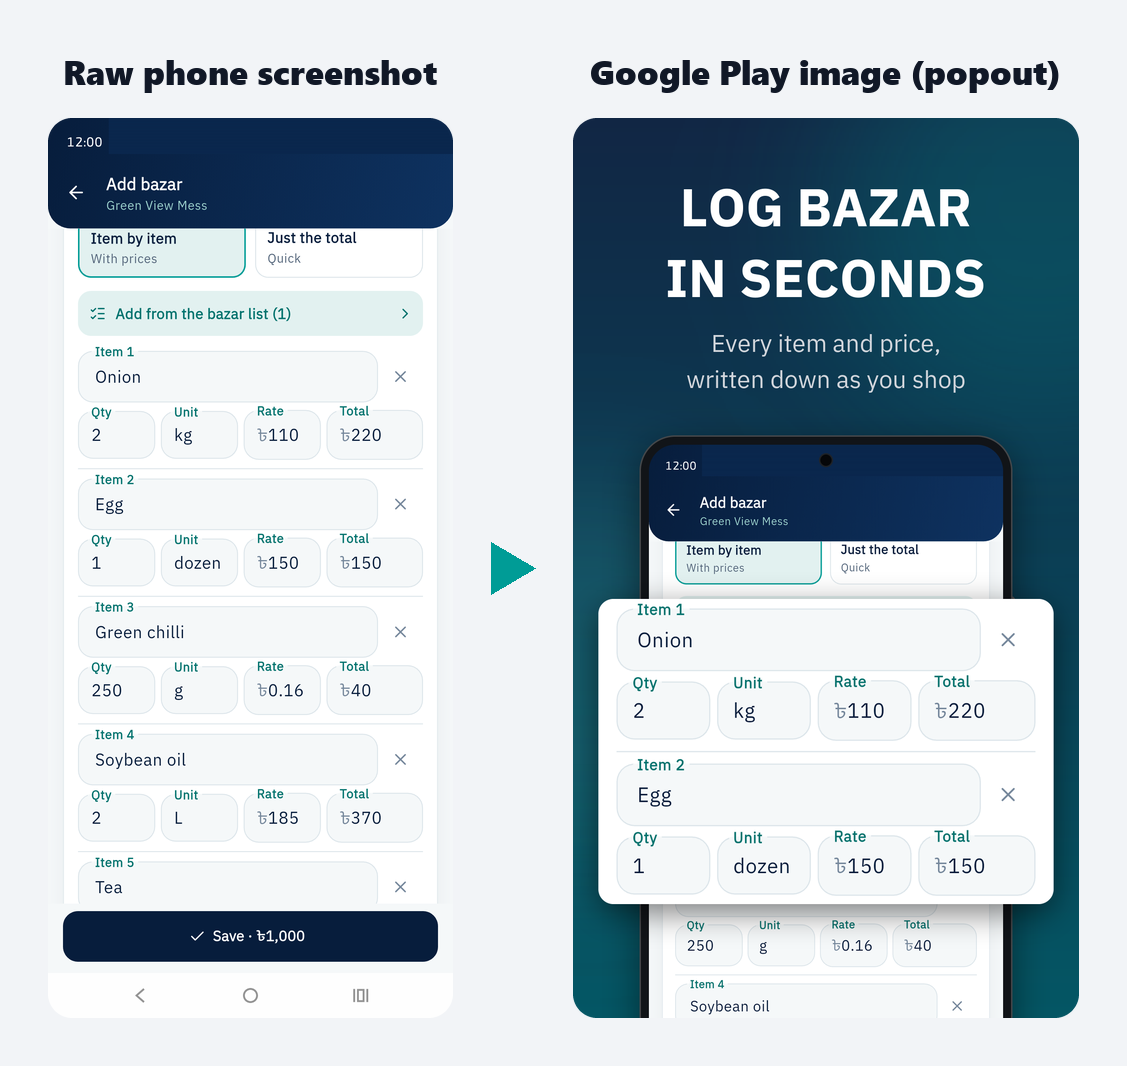 Raw phone screenshot
12:00
Add bazar
Green View Mess
Item by item
With prices
Just the total
Quick
Add from the bazar list (1)
Item 1
Onion
Qty Unit Rate Total
2 kg ৳110 ৳220
Item 2
Egg
Qty Unit Rate Total
1 dozen ৳150 ৳150
Item 3
Green chilli
Qty Unit Rate Total
250 g ৳0.16 ৳40
Item 4
Soybean oil
Qty Unit Rate Total
2 L ৳185 ৳370
Item 5
Tea
Save · ৳1,000
Google Play image (popout)
LOG BAZAR
IN SECONDS
Every item and price,
written down as you shop
12:00
Add bazar
Green View Mess
Item by item
With prices
Just the total
Quick
Item 1
Onion
Qty Unit Rate Total
2 kg ৳110 ৳220
Item 2
Egg
Qty Unit Rate Total
1 dozen ৳150 ৳150
Qty Unit Rate Total
250 g ৳0.16 ৳40
Item 4
Soybean oil